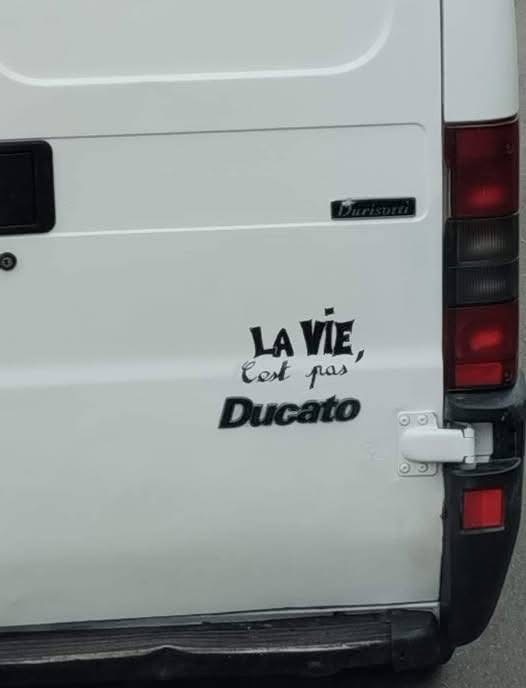 Durisotti
LA VIE,
C'est pas
Ducato